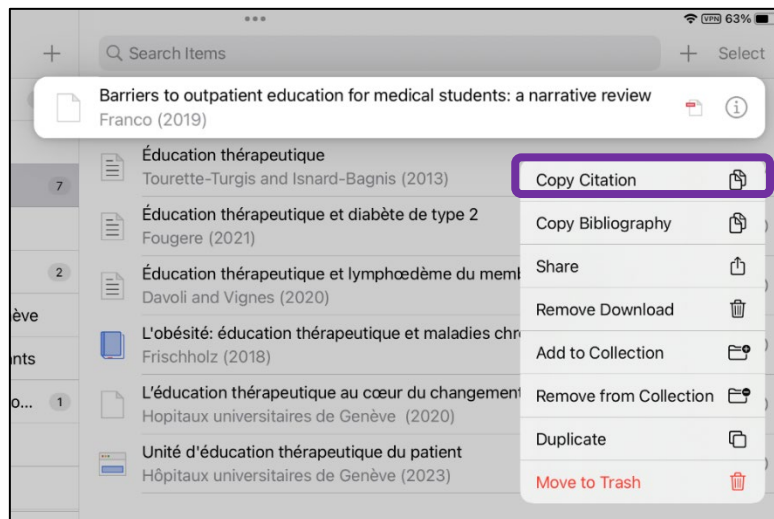 VPN 63%
Search Items
Select
Barriers to outpatient education for medical students: a narrative review
Franco (2019)
Éducation thérapeutique
7
Tourette-Turgis and Isnard-Bagnis (2013)
Copy Citation
Éducation thérapeutique et diabète de type 2
Fougere (2021)
Copy Bibliography
2
Éducation thérapeutique et lymphœdème du
Davoli and Vignes (2020)
Share
ève
Remove Download
L'obésité: éducation thérapeutique et maladies
Frischholz (2018)
nts
Add to Collection
o... 1
L'éducation thérapeutique au cœur du changement
Hopitaux universitaires de Genève (2020)
Remove from Collection
Unité d'éducation thérapeutique du patient
Hôpitaux universitaires de Genève (2023)
Duplicate
Move to Trash